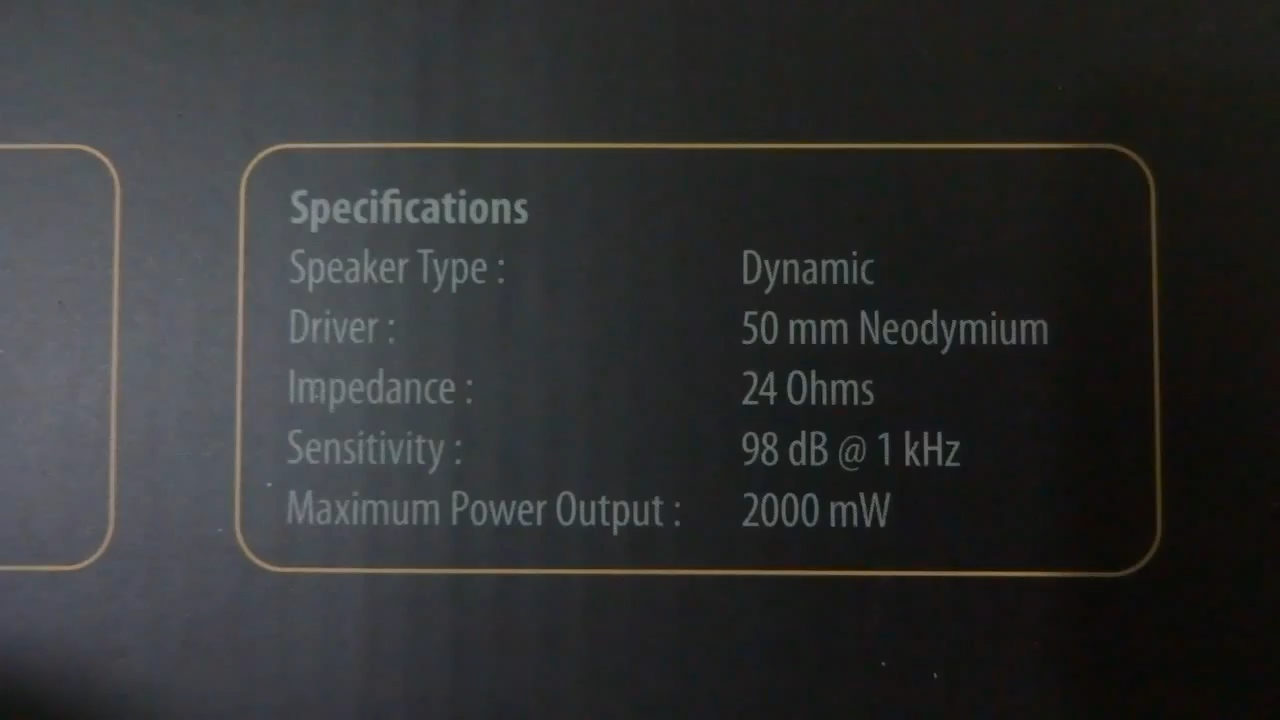 Specifications
Speaker Type : Dynamic
Driver : 50 mm Neodymium
Impedance : 24 Ohms
Sensitivity : 98 dB @ 1 kHz
Maximum Power Output : 2000 mW